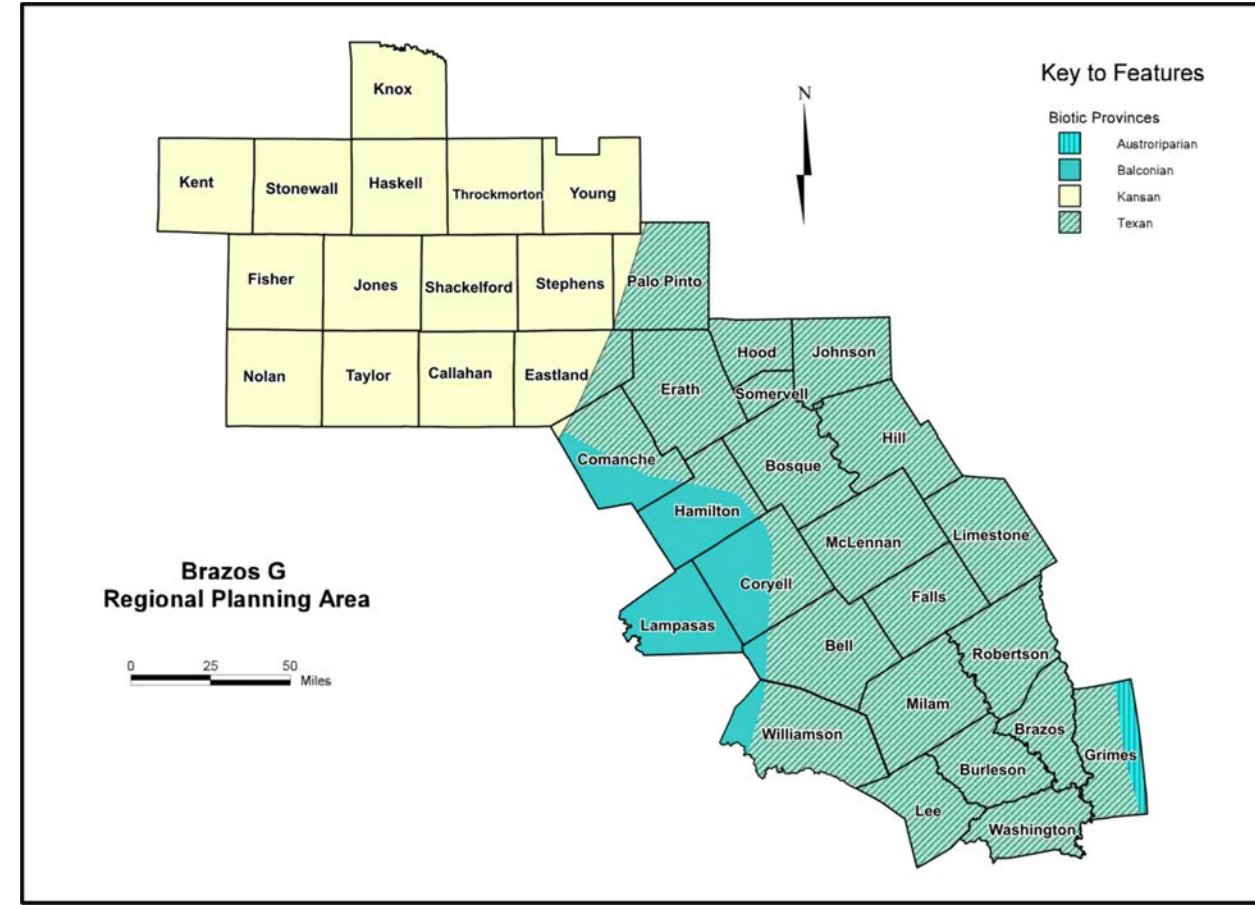 Key to Features
N
Knox
Biotic Provinces
Austroriparian
Balconian
Kansan
Texan
Kent
Stonewall
Haskell
Throckmorton
Young
Fisher
Jones
Shackelford
Stephens
Palo Pinto
Nolan
Taylor
Callahan
Eastland
Erath
Hood
Johnson
Somervell
Hill
Comanche
Bosque
Hamilton
McLennan
Limestone
Brazos G
Regional Planning Area
Coryell
Falls
Lampasas
Bell
Robertson
0 25 50
Miles
Milam
Williamson
Brazos
Grimes
Burleson
Lee
Washington